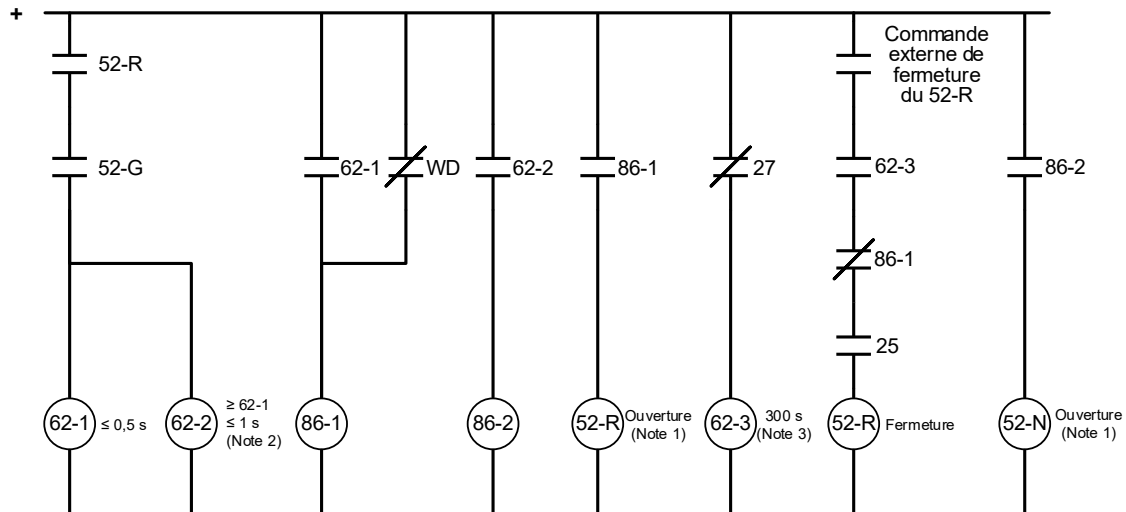 +
52-R
52-G
62-1
WD
62-2
86-1
27
Commande
externe de
fermeture
du 52-R
62-3
86-1
25
86-2
62-1
≤ 0,5 s
62-2
≥ 62-1
≤ 1 s
(Note 2)
86-1
86-2
52-R
Ouverture
(Note 1)
62-3
300 s
(Note 3)
52-R
Fermeture
52-N
Ouverture
(Note 1)